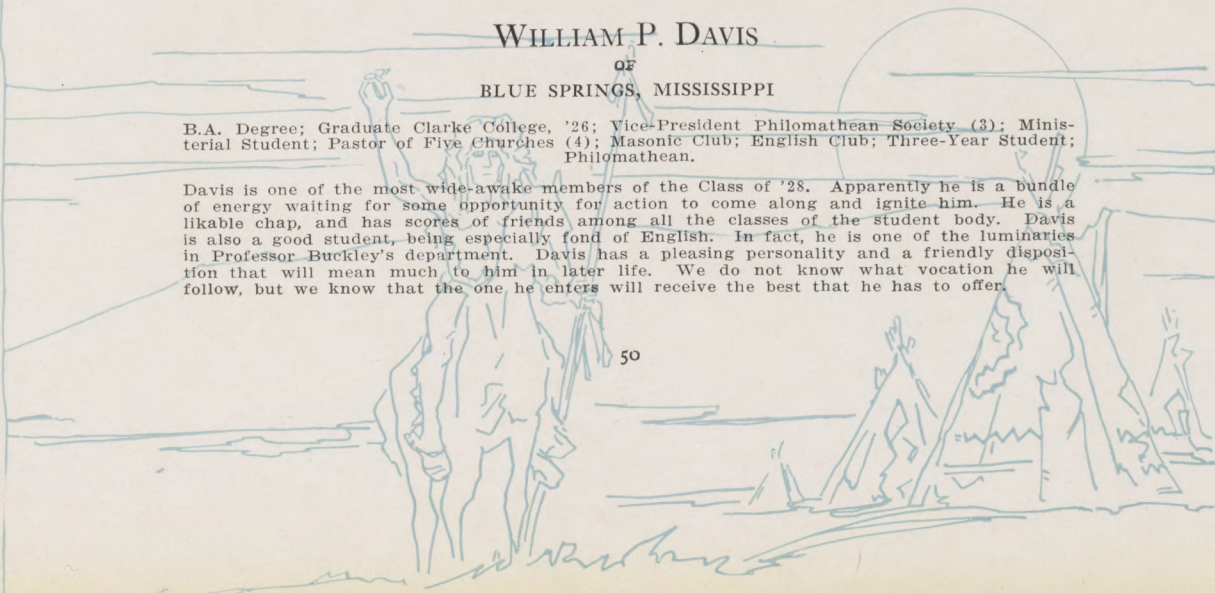 WILLIAM P. DAVIS
OF
BLUE SPRINGS, MISSISSIPPI
B.A. Degree; Graduate Clarke College, '26; Vice-President Philomathean Society (3); Minis-
terial Student; Pastor of Five Churches (4); Masonic Club; English Club; Three-Year Student;
Philomathean.
Davis is one of the most wide-awake members of the Class of '28. Apparently he is a bundle
of energy waiting for some opportunity for action to come along and ignite him. He is a
likable chap, and has scores of friends among all the classes of the student body. Davis
is also a good student, being especially fond of English. In fact, he is one of the luminaries
in Professor Buckley's department. Davis has a pleasing personality and a friendly disposi-
tion that will mean much to him in later life. We do not know what vocation he will
follow, but we know that the one he enters will receive the best that he has to offer.
50